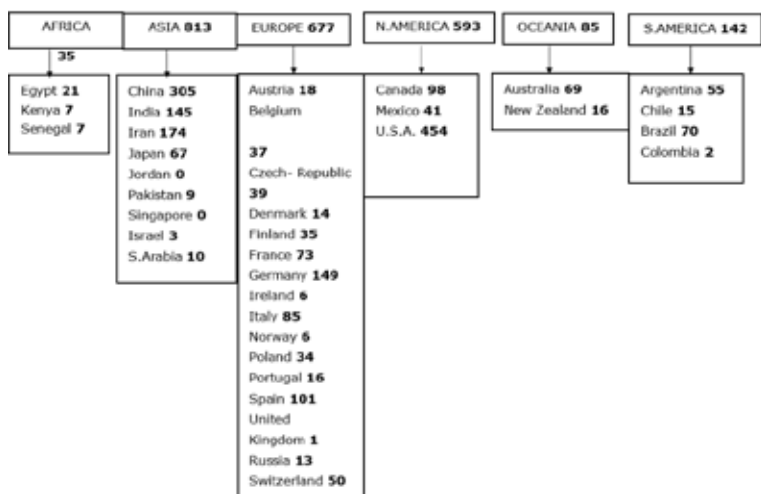 AFRICA
35
Egypt 21
Kenya 7
Senegal 7
ASIA 813
China 305
India 145
Iran 174
Japan 67
Jordan 0
Pakistan 9
Singapore 0
Israel 3
S.Arabia 10
EUROPE 677
Austria 18
Belgium
37
Czech- Republic
39
Denmark 14
Finland 35
France 73
Germany 149
Ireland 6
Italy 85
Norway 6
Poland 34
Portugal 16
Spain 101
United
Kingdom 1
Russia 13
Switzerland 50
N.AMERICA 593
Canada 98
Mexico 41
U.S.A. 454
OCEANIA 85
Australia 69
New Zealand 16
S.AMERICA 142
Argentina 55
Chile 15
Brazil 70
Colombia 2